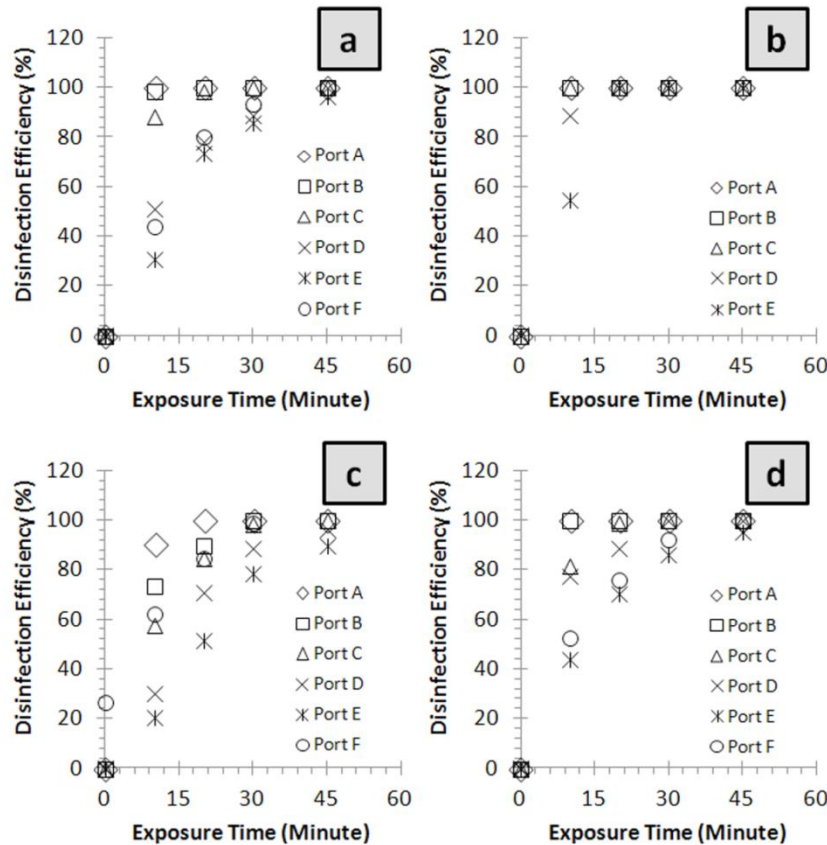 a
120
100
80
60
40
20
0
Disinfection Efficiency (%)
Port A
Port B
Port C
Port D
Port E
Port F
0 15 30 45 60
Exposure Time (Minute)
b
120
100
80
60
40
20
0
Disinfection Efficiency (%)
Port A
Port B
Port C
Port D
Port E
0 15 30 45 60
Exposure Time (Minute)
c
120
100
80
60
40
20
0
Disinfection Efficiency (%)
Port A
Port B
Port C
Port D
Port E
Port F
0 15 30 45 60
Exposure Time (Minute)
d
120
100
80
60
40
20
0
Disinfection Efficiency (%)
Port A
Port B
Port C
Port D
Port E
Port F
0 15 30 45 60
Exposure Time (Minute)